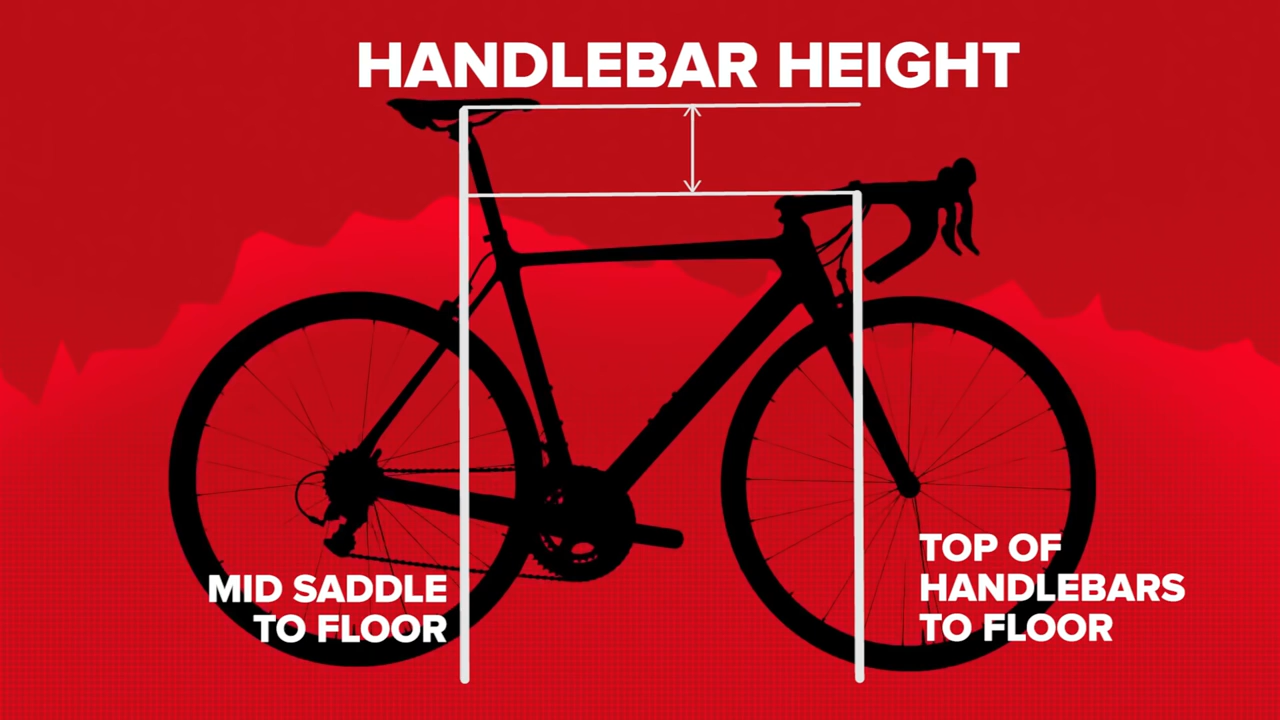 HANDLEBAR HEIGHT
MID SADDLE
TO FLOOR
TOP OF
HANDLEBARS
TO FLOOR